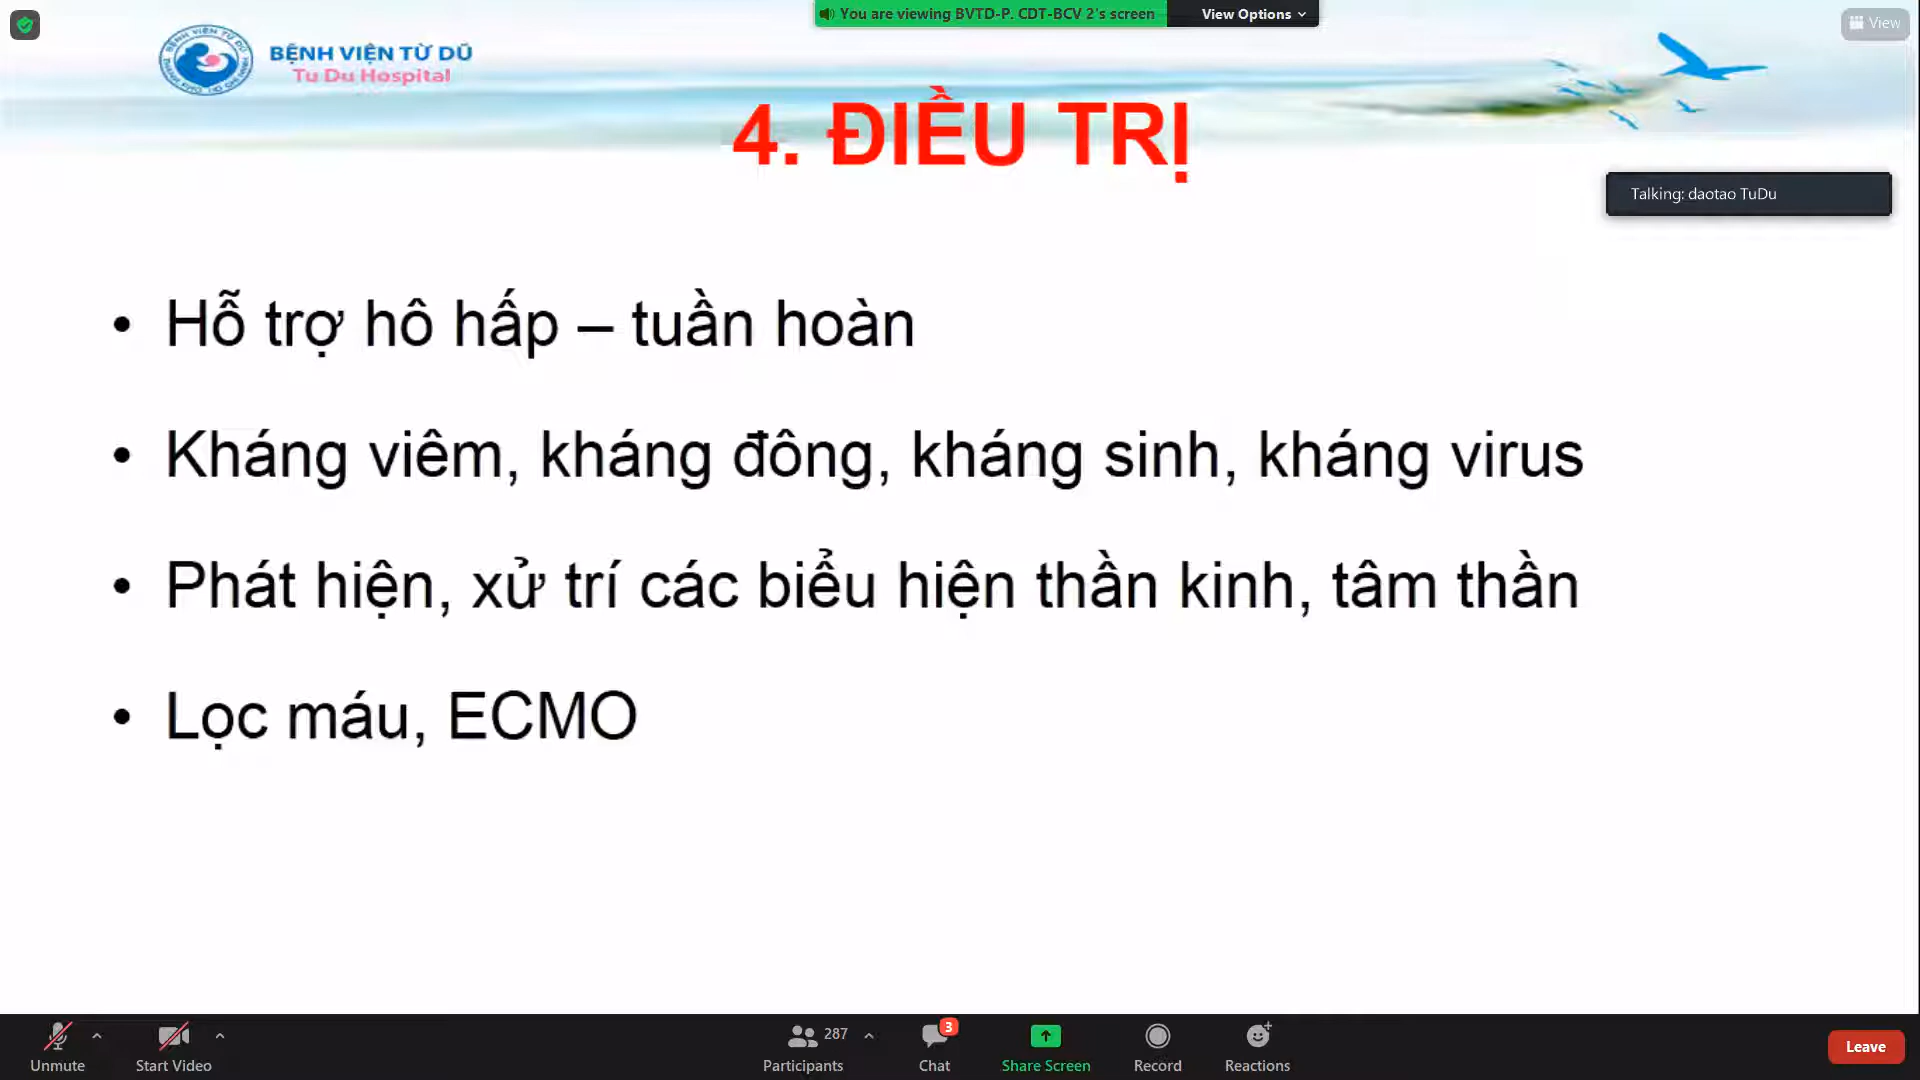 You are viewing BVTD-P. CDT-BCV 2's screen
View Options
View
BỆNH VIỆN TỪ DŨ
Tu Du Hospital
4. ĐIỀU TRỊ
Talking: daotao TuDu
• Hỗ trợ hô hấp – tuần hoàn
• Kháng viêm, kháng đông, kháng sinh, kháng virus
• Phát hiện, xử trí các biểu hiện thần kinh, tâm thần
• Lọc máu, ECMO
287
3
Unmute
Start Video
Participants
Chat
Share Screen
Record
Reactions
Leave